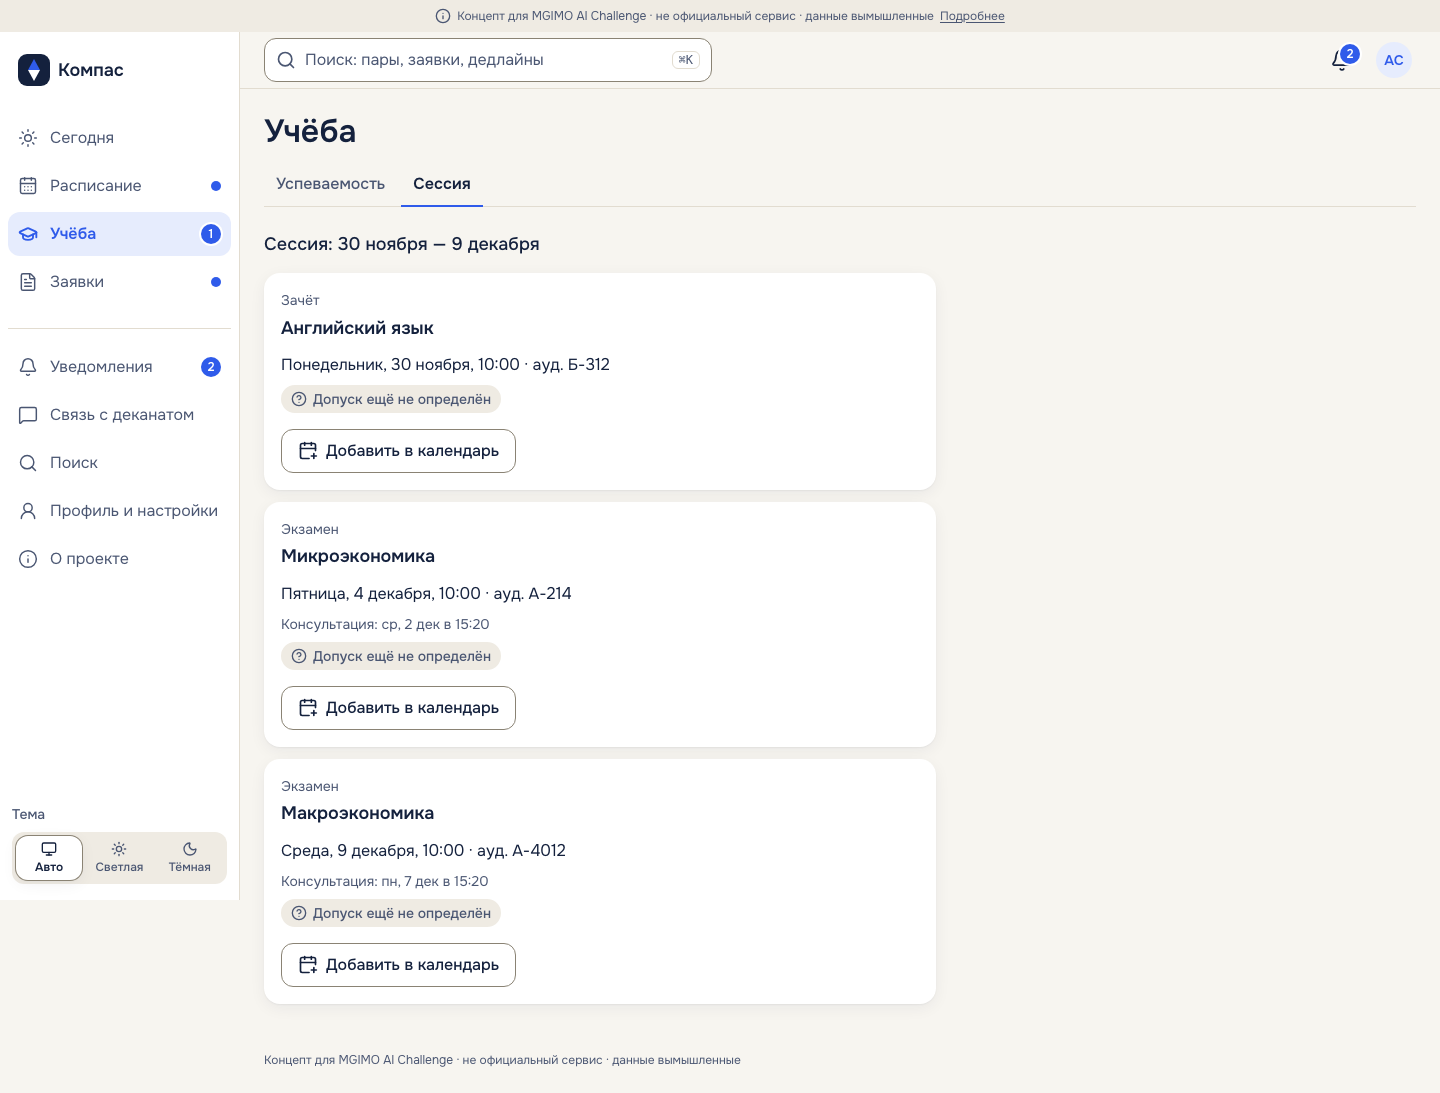 Концепт для MGIMO AI Challenge · не официальный сервис · данные вымышленные Подробнее
Компас
Поиск: пары, заявки, дедлайны
⌘K
2
АС
Сегодня
Расписание
Учёба
1
Заявки
Уведомления
2
Связь с деканатом
Поиск
Профиль и настройки
О проекте
Тема
Авто
Светлая
Тёмная
Учёба
Успеваемость
Сессия
Сессия: 30 ноября — 9 декабря
Зачёт
Английский язык
Понедельник, 30 ноября, 10:00 · ауд. Б-312
Допуск ещё не определён
Добавить в календарь
Экзамен
Микроэкономика
Пятница, 4 декабря, 10:00 · ауд. А-214
Консультация: ср, 2 дек в 15:20
Допуск ещё не определён
Добавить в календарь
Экзамен
Макроэкономика
Среда, 9 декабря, 10:00 · ауд. А-4012
Консультация: пн, 7 дек в 15:20
Допуск ещё не определён
Добавить в календарь
Концепт для MGIMO AI Challenge · не официальный сервис · данные вымышленные